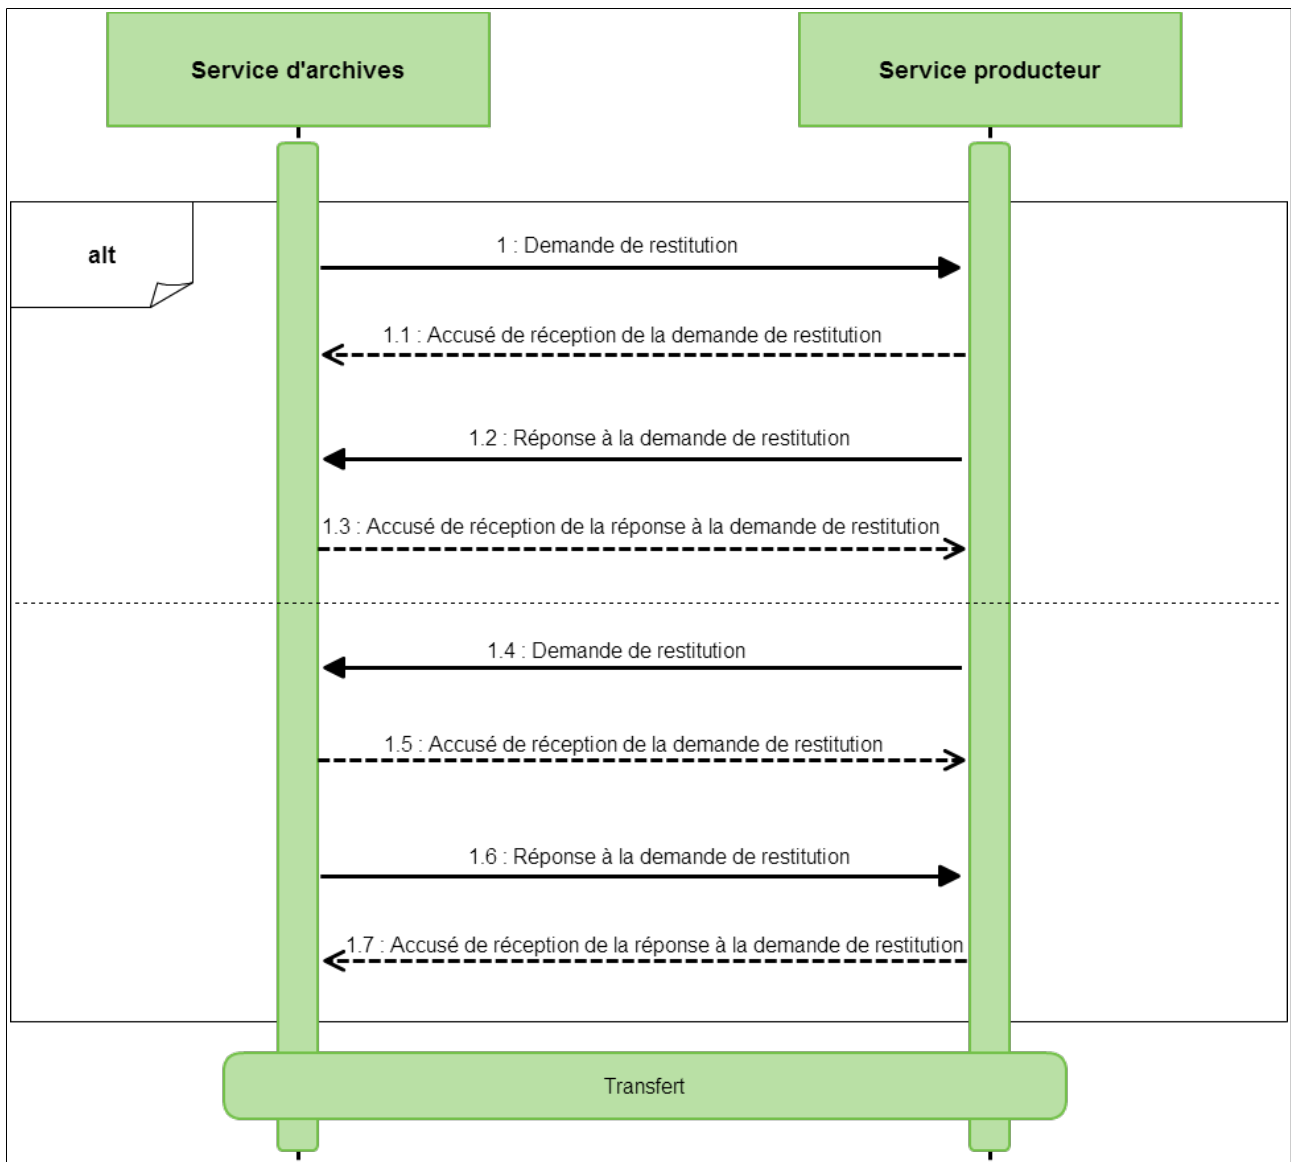 Service d'archives
Service producteur
alt
1 : Demande de restitution
1.1 : Accusé de réception de la demande de restitution
1.2 : Réponse à la demande de restitution
1.3 : Accusé de réception de la réponse à la demande de restitution
1.4 : Demande de restitution
1.5 : Accusé de réception de la demande de restitution
1.6 : Réponse à la demande de restitution
1.7 : Accusé de réception de la réponse à la demande de restitution
Transfert